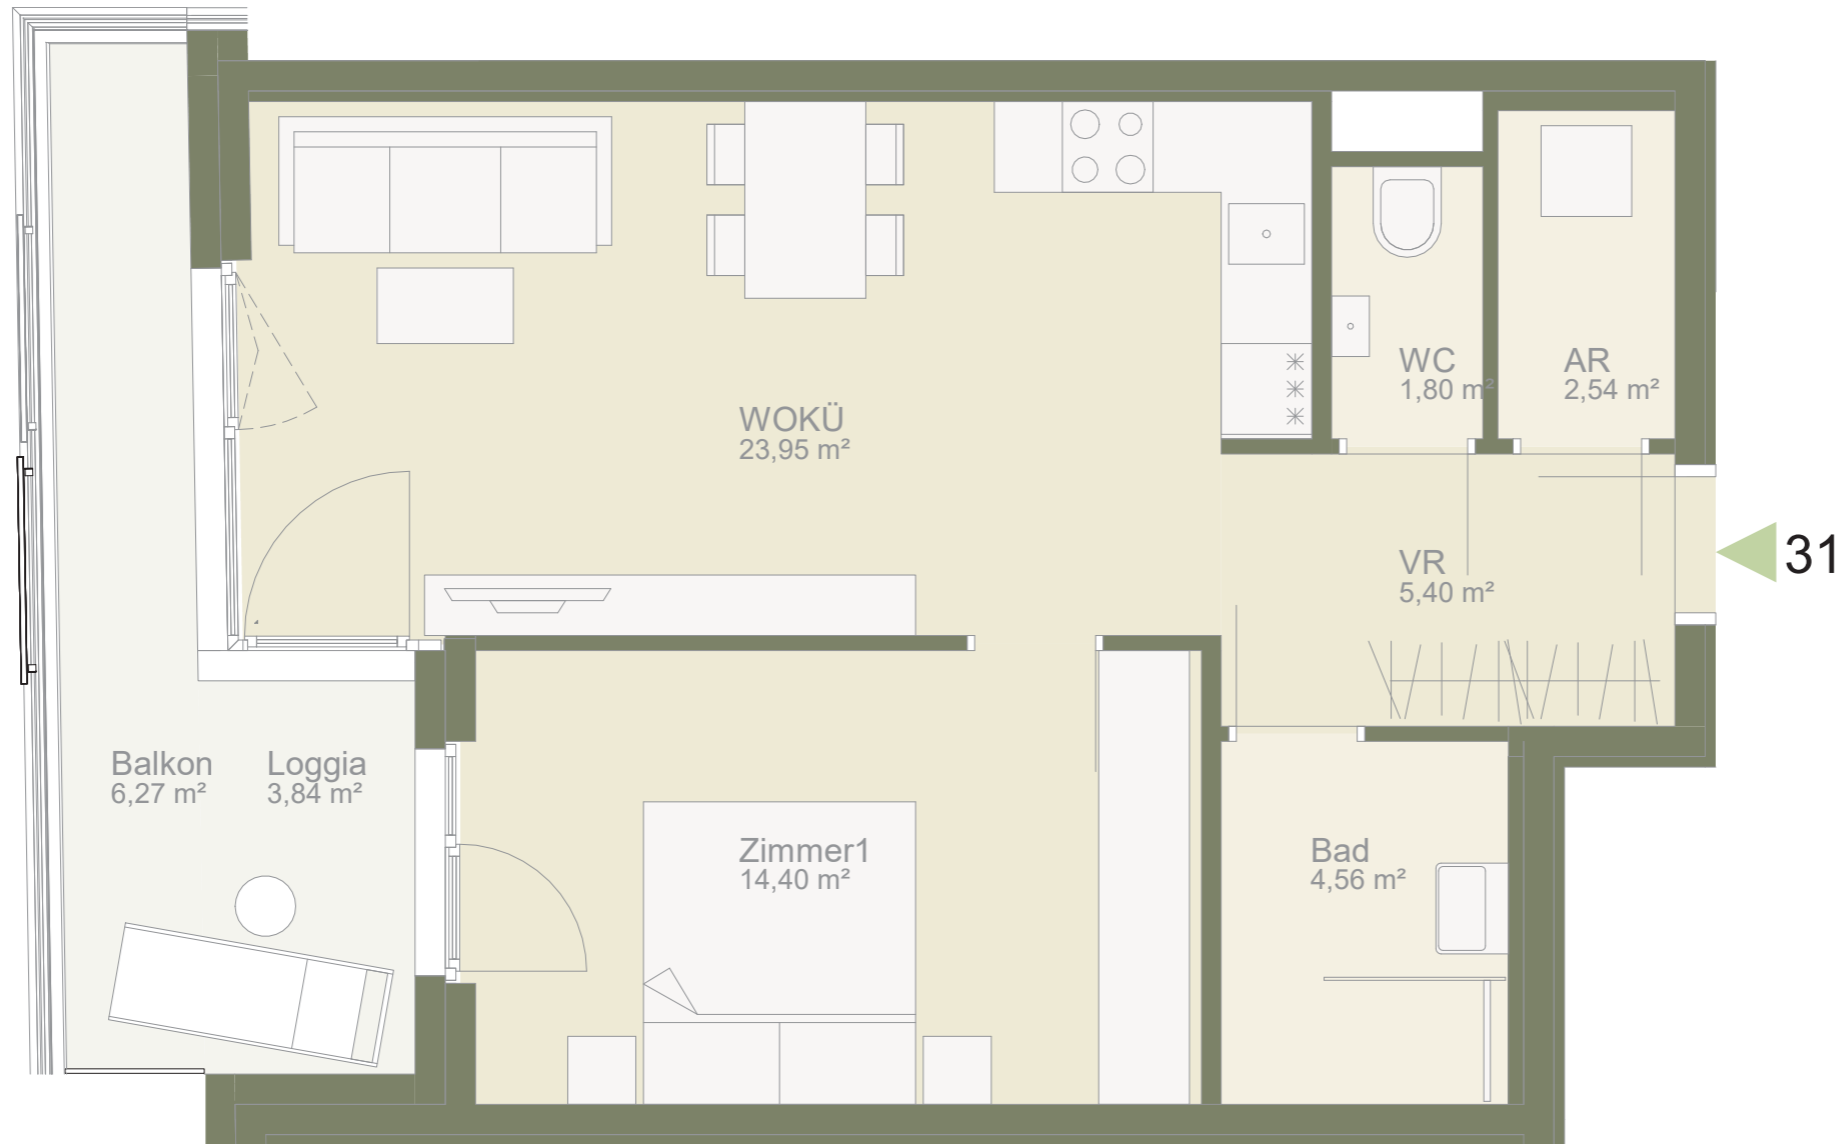 WOKÜ
23,95 m²
WC
1,80 m²
AR
2,54 m²
VR
5,40 m²
31
Balkon
6,27 m²
Loggia
3,84 m²
Zimmer1
14,40 m²
Bad
4,56 m²